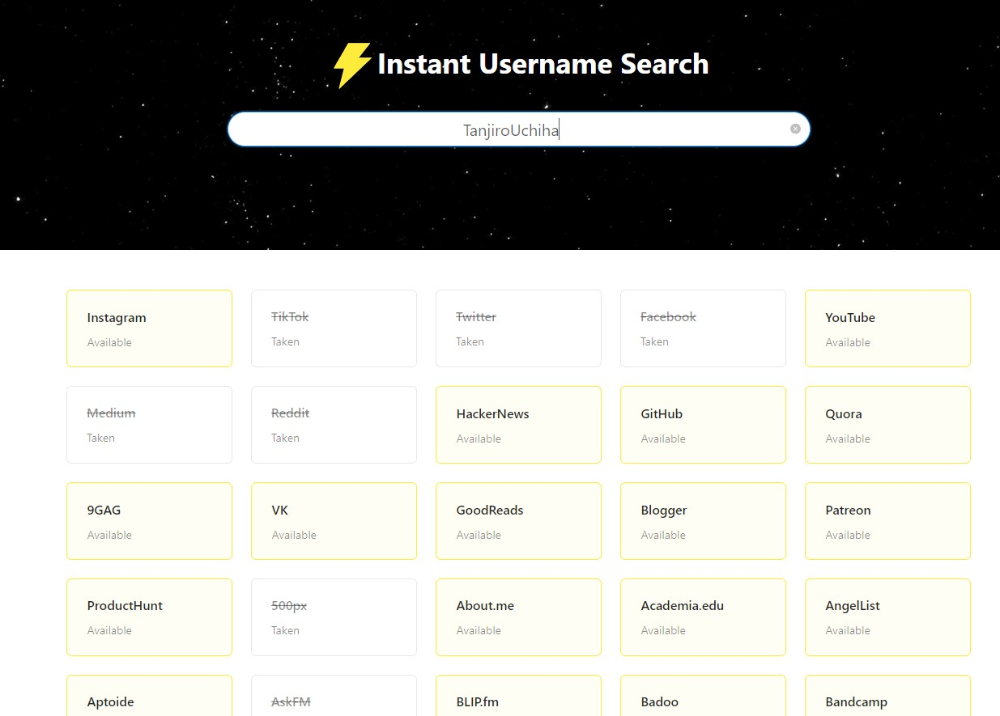 Instant Username Search
TanjiroUchiha
Instagram
Available
TikTok
Taken
Twitter
Taken
Facebook
Taken
YouTube
Available
Medium
Taken
Reddit
Taken
HackerNews
Available
GitHub
Available
Quora
Available
9GAG
Available
VK
Available
GoodReads
Available
Blogger
Available
Patreon
Available
ProductHunt
Available
500px
Taken
About.me
Available
Academia.edu
Available
AngelList
Available
Aptoide
AskFM
BLIP.fm
Badoo
Bandcamp